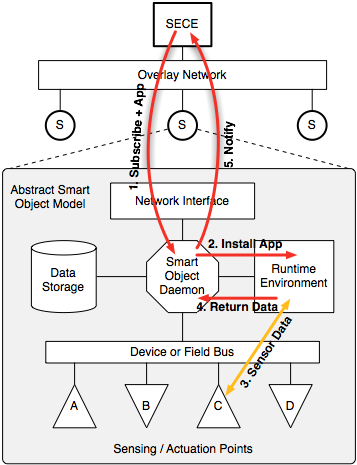 SECE
Overlay Network
S
S
S
1. Subscribe + App
5. Notify
Abstract Smart
Object Model
Network Interface
2. Install App
Data
Storage
Smart
Object
Daemon
Runtime
Environment
4. Return Data
3. Sensor Data
Device or Field Bus
A
B
C
D
Sensing / Actuation Points